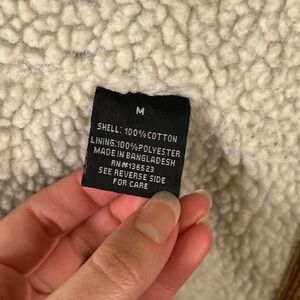 M
SHELL: 100% COTTON
LINING:100% POLYESTER
MADE IN BANGLADESH
RN#136523
SEE REVERSE SIDE
FOR CARE